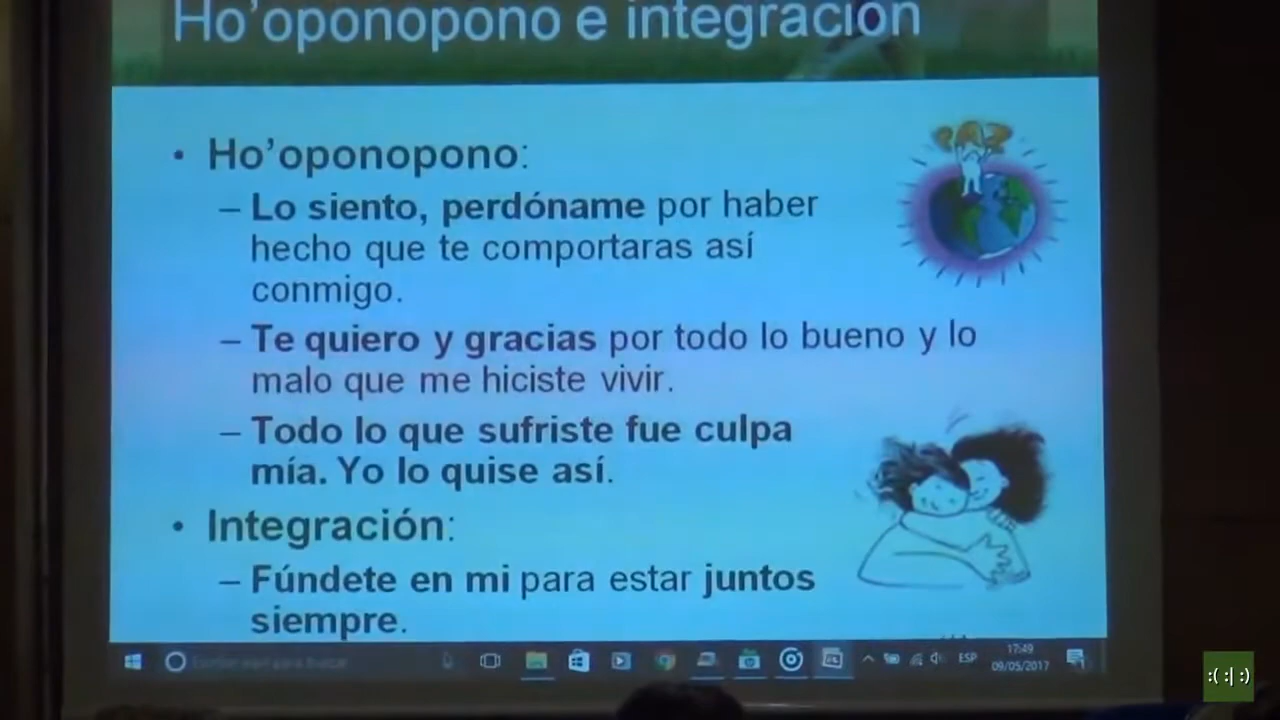 Ho'oponopono e integración
• Ho'oponopono:
– Lo siento, perdóname por haber
hecho que te comportaras así
conmigo.
– Te quiero y gracias por todo lo bueno y lo
malo que me hiciste vivir.
– Todo lo que sufriste fue culpa
mía. Yo lo quise así.
• Integración:
– Fúndete en mi para estar juntos
siempre.
ESP
17:49
09/05/2017
:( :| :)